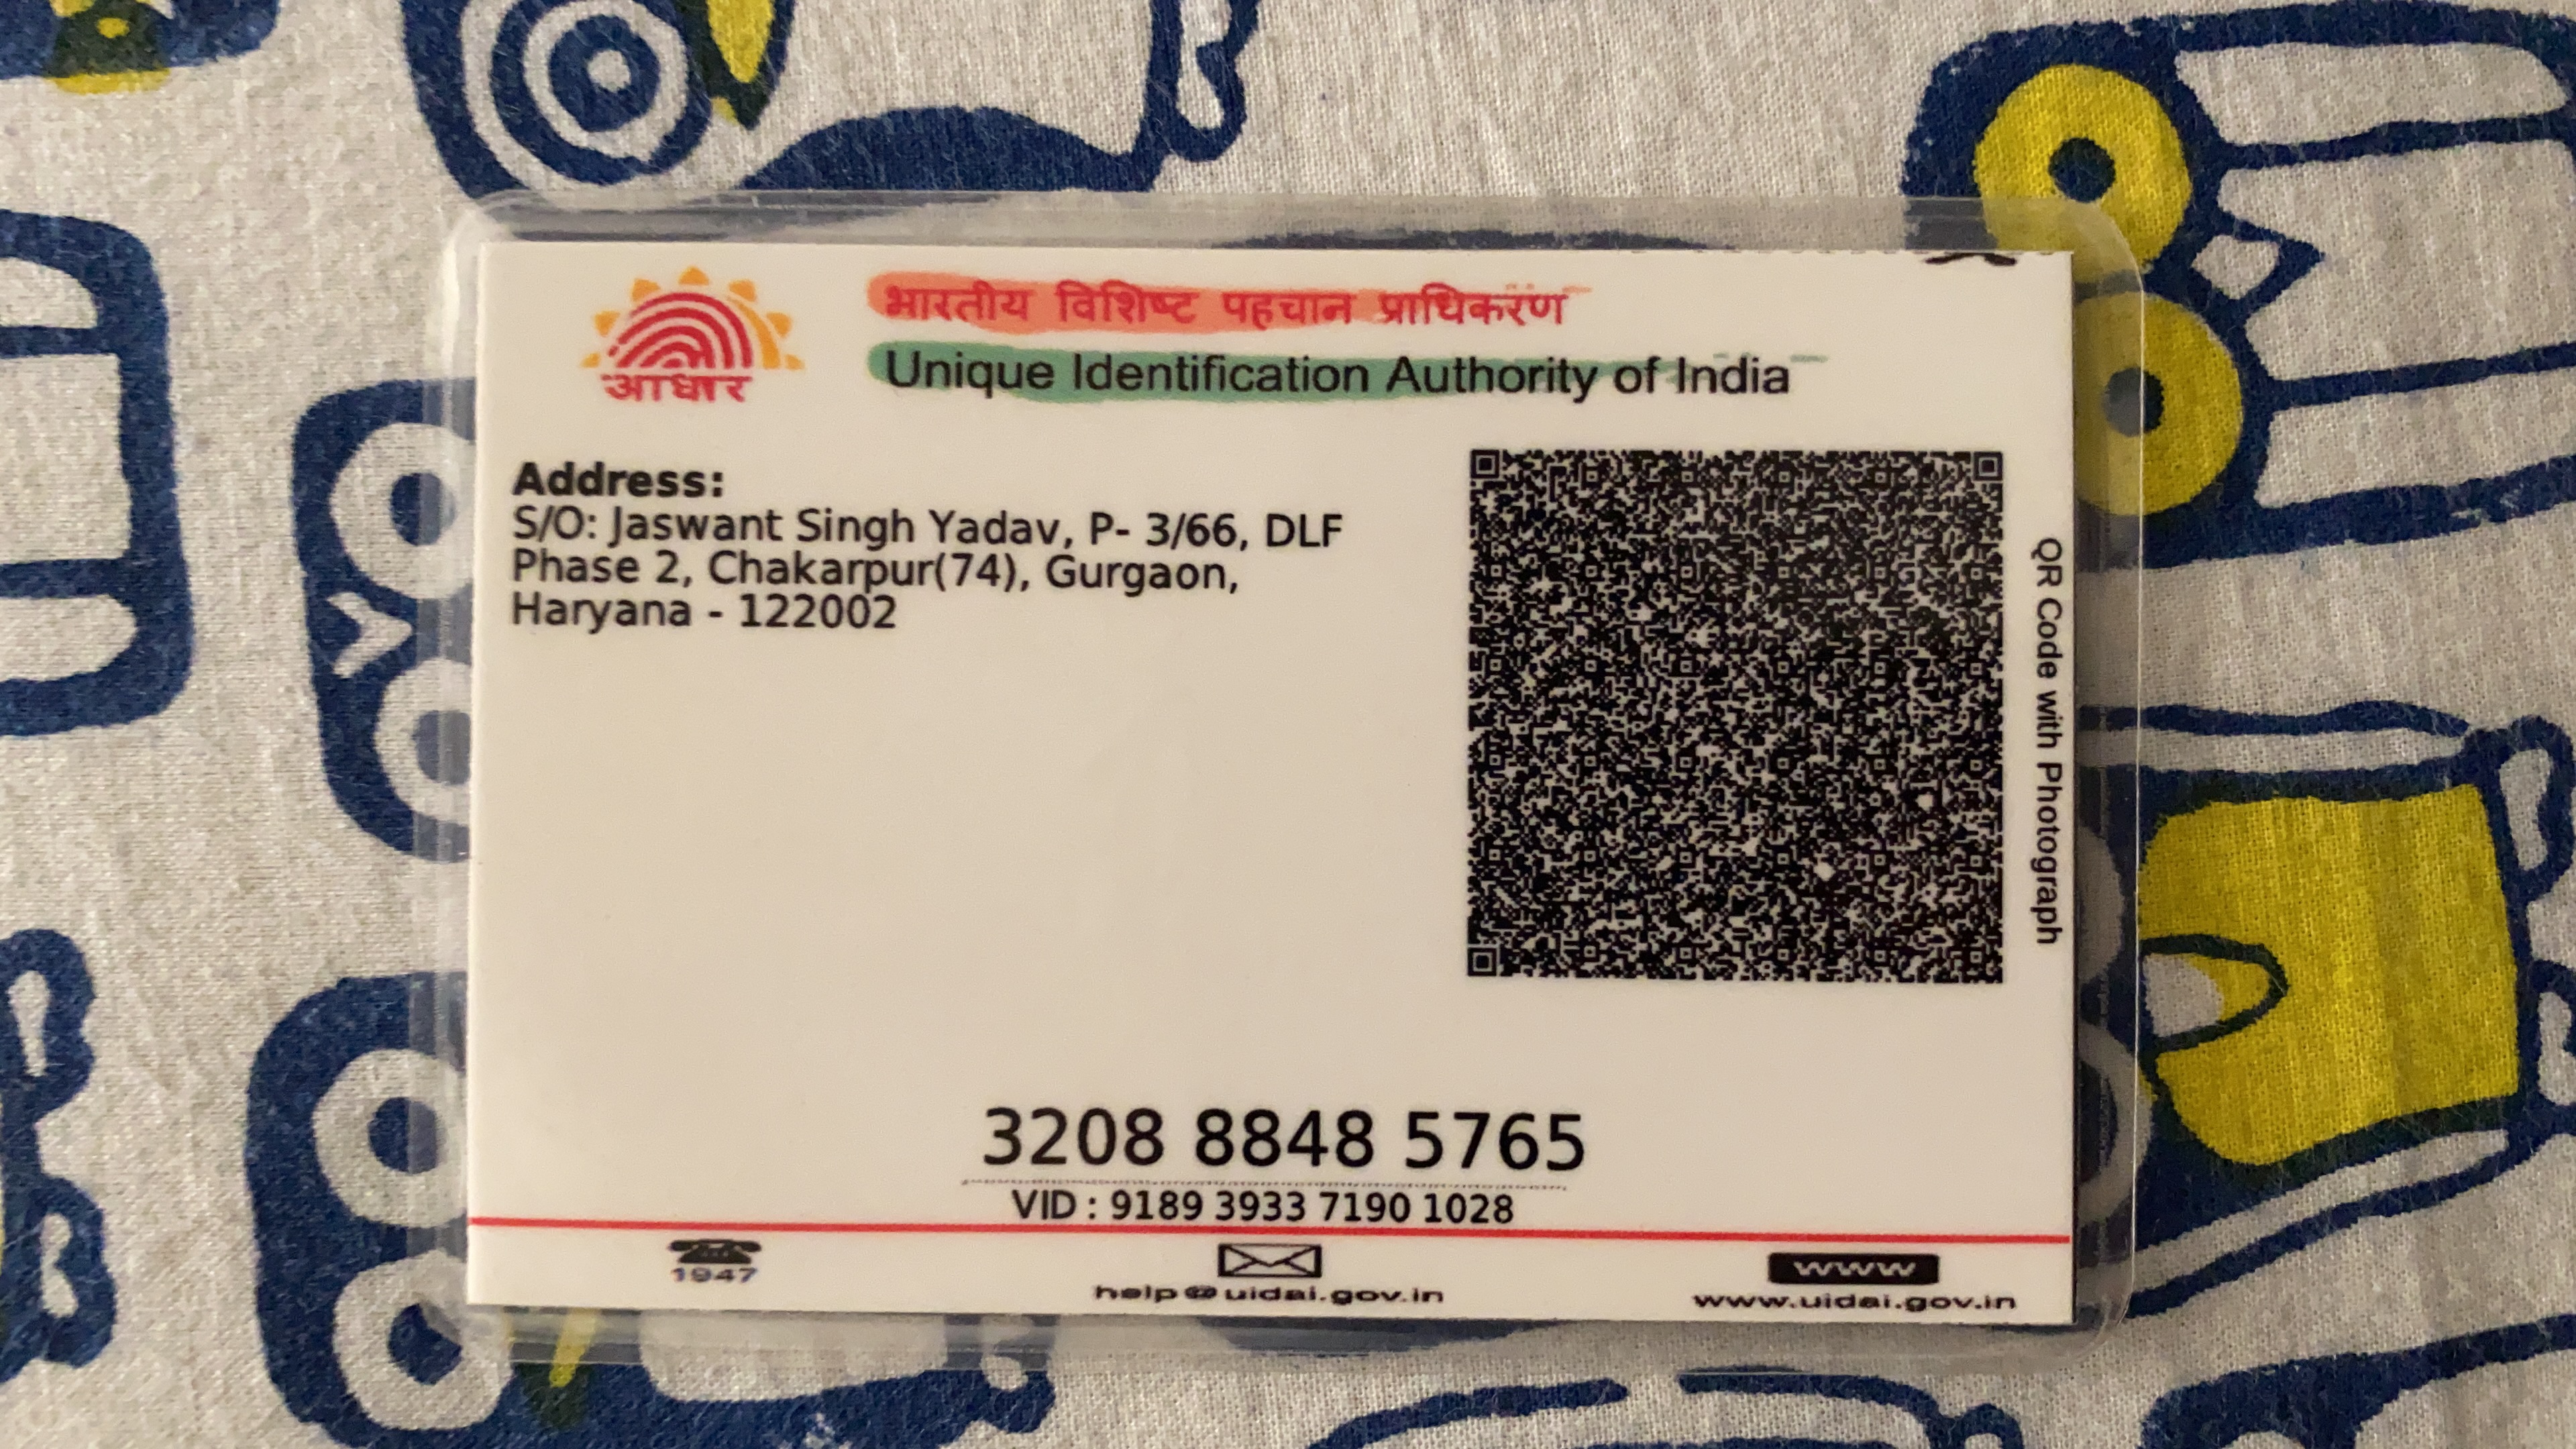 आधार
भारतीय विशिष्ट पहचान प्राधिकरण
Unique Identification Authority of India
Address:
S/O: Jaswant Singh Yadav, P- 3/66, DLF
Phase 2, Chakarpur(74), Gurgaon,
Haryana - 122002
QR Code with Photograph
3208 8848 5765
VID : 9189 3933 7190 1028
1947
help@uidai.gov.in
WWW
www.uidai.gov.in